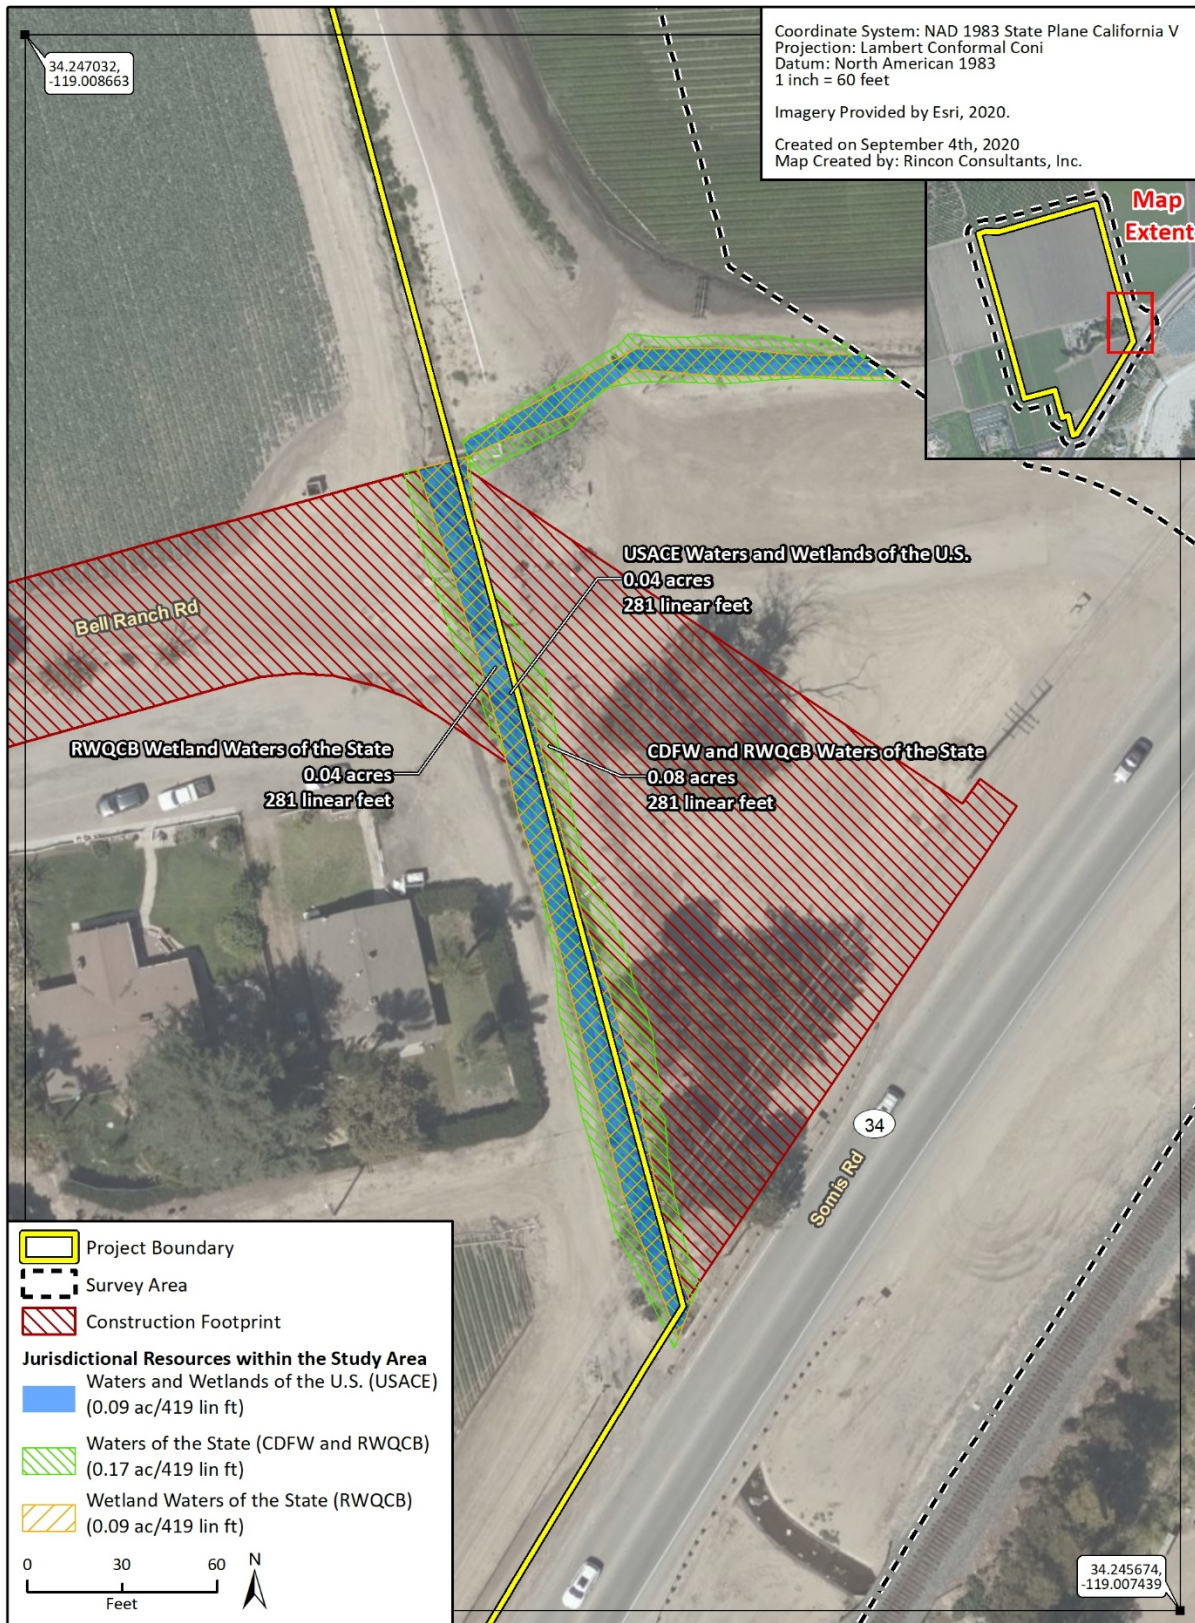 34.247032,
-119.008663
Coordinate System: NAD 1983 State Plane California V
Projection: Lambert Conformal Coni
Datum: North American 1983
1 inch = 60 feet
Imagery Provided by Esri, 2020.
Created on September 4th, 2020
Map Created by: Rincon Consultants, Inc.
Map
Extent
USACE Waters and Wetlands of the U.S.
0.04 acres
281 linear feet
Bell Ranch Rd
RWQCB Wetland Waters of the State
0.04 acres
281 linear feet
CDFW and RWQCB Waters of the State
0.08 acres
281 linear feet
34
Somis Rd
Project Boundary
Survey Area
Construction Footprint
Jurisdictional Resources within the Study Area
Waters and Wetlands of the U.S. (USACE)
(0.09 ac/419 lin ft)
Waters of the State (CDFW and RWQCB)
(0.17 ac/419 lin ft)
Wetland Waters of the State (RWQCB)
(0.09 ac/419 lin ft)
0 30 60
Feet
N
34.245674,
-119.007439